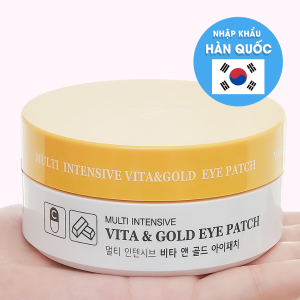 NHẬP KHẨU
HÀN QUỐC
MULTI INTENSIVE VITA&GOLD EYE PATCH
C
MULTI INTENSIVE
VITA & GOLD EYE PATCH
멀티 인텐시브 비타 앤 골드 아이패치